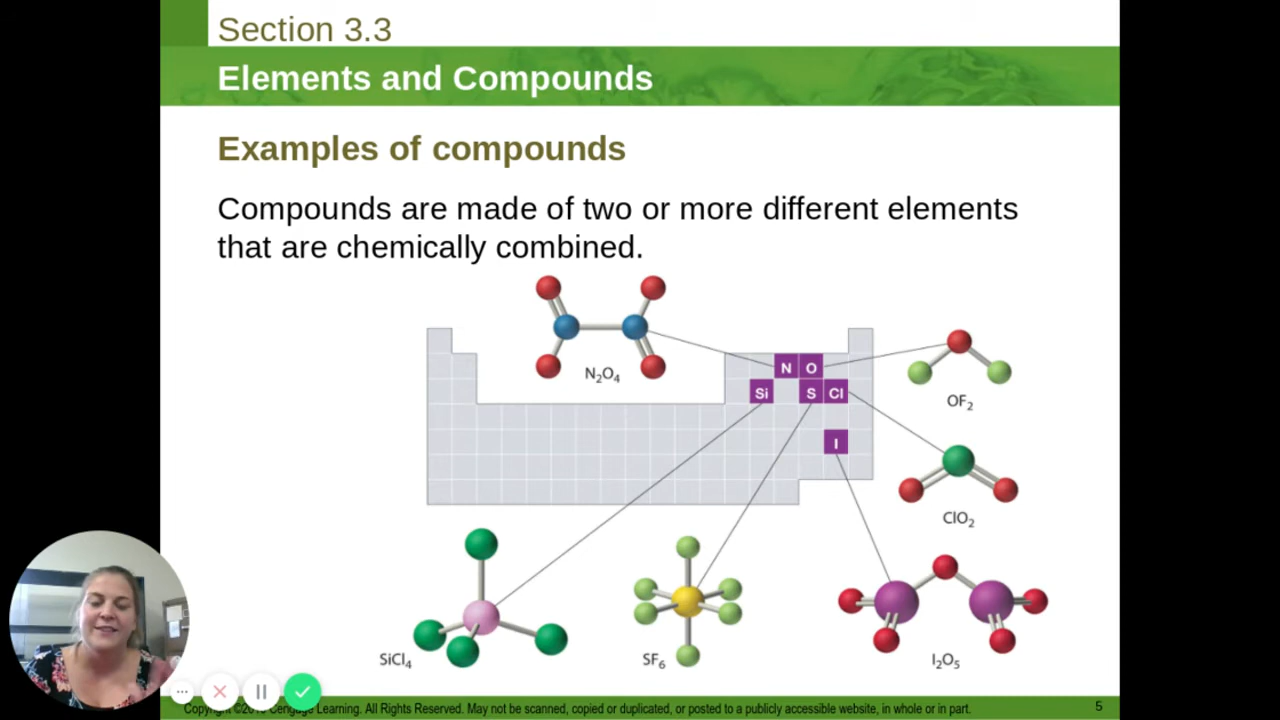 Section 3.3
Elements and Compounds
Examples of compounds
Compounds are made of two or more different elements
that are chemically combined.
N₂O₄
N O
Si S Cl
I
OF₂
ClO₂
SiCl₄
SF₆
I₂O₅
Cengage Learning. All Rights Reserved. May not be scanned, copied or duplicated, or posted to a publicly accessible website, in whole or in part.
5